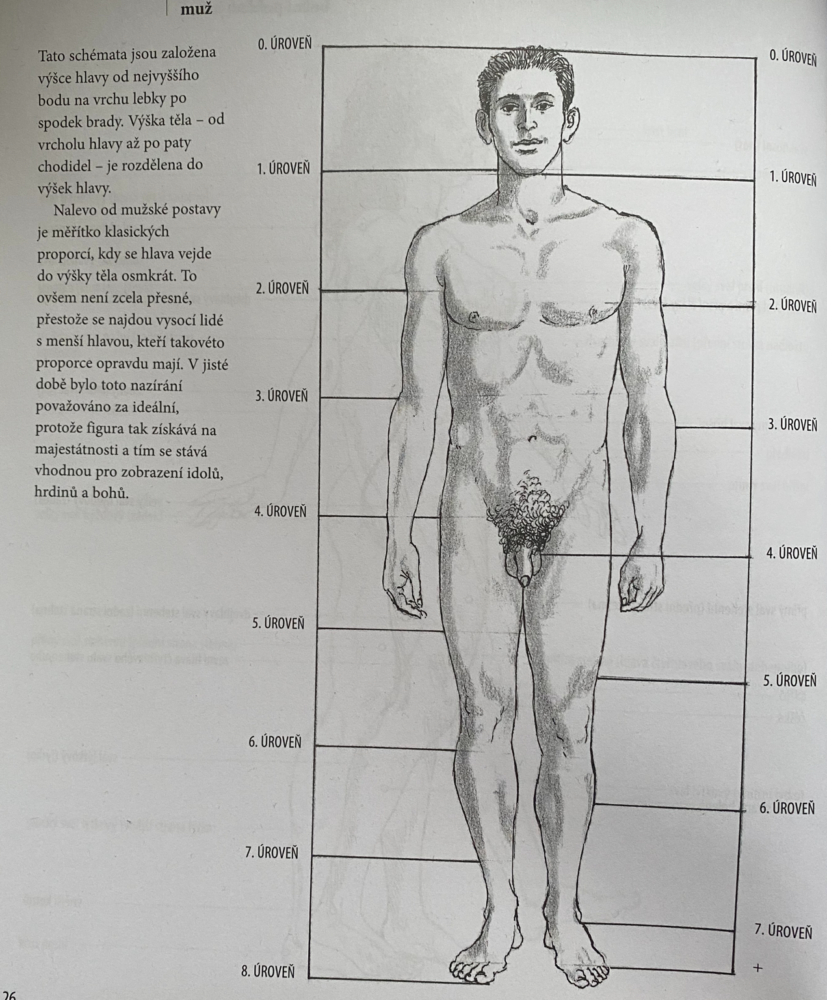 muž
Tato schémata jsou založena
výšce hlavy od nejvyššího
bodu na vrchu lebky po
spodek brady. Výška těla – od
vrcholu hlavy až po paty
chodidel – je rozdělena do
výšek hlavy.
Nalevo od mužské postavy
je měřítko klasických
proporcí, kdy se hlava vejde
do výšky těla osmkrát. To
ovšem není zcela přesné,
přestože se najdou vysocí lidé
s menší hlavou, kteří takovéto
proporce opravdu mají. V jisté
době bylo toto nazírání
považováno za ideální,
protože figura tak získává na
majestátnosti a tím se stává
vhodnou pro zobrazení idolů,
hrdinů a bohů.
0. ÚROVEŇ
1. ÚROVEŇ
2. ÚROVEŇ
3. ÚROVEŇ
4. ÚROVEŇ
5. ÚROVEŇ
6. ÚROVEŇ
7. ÚROVEŇ
8. ÚROVEŇ
0. ÚROVEŇ
1. ÚROVEŇ
2. ÚROVEŇ
3. ÚROVEŇ
4. ÚROVEŇ
5. ÚROVEŇ
6. ÚROVEŇ
7. ÚROVEŇ
+
26